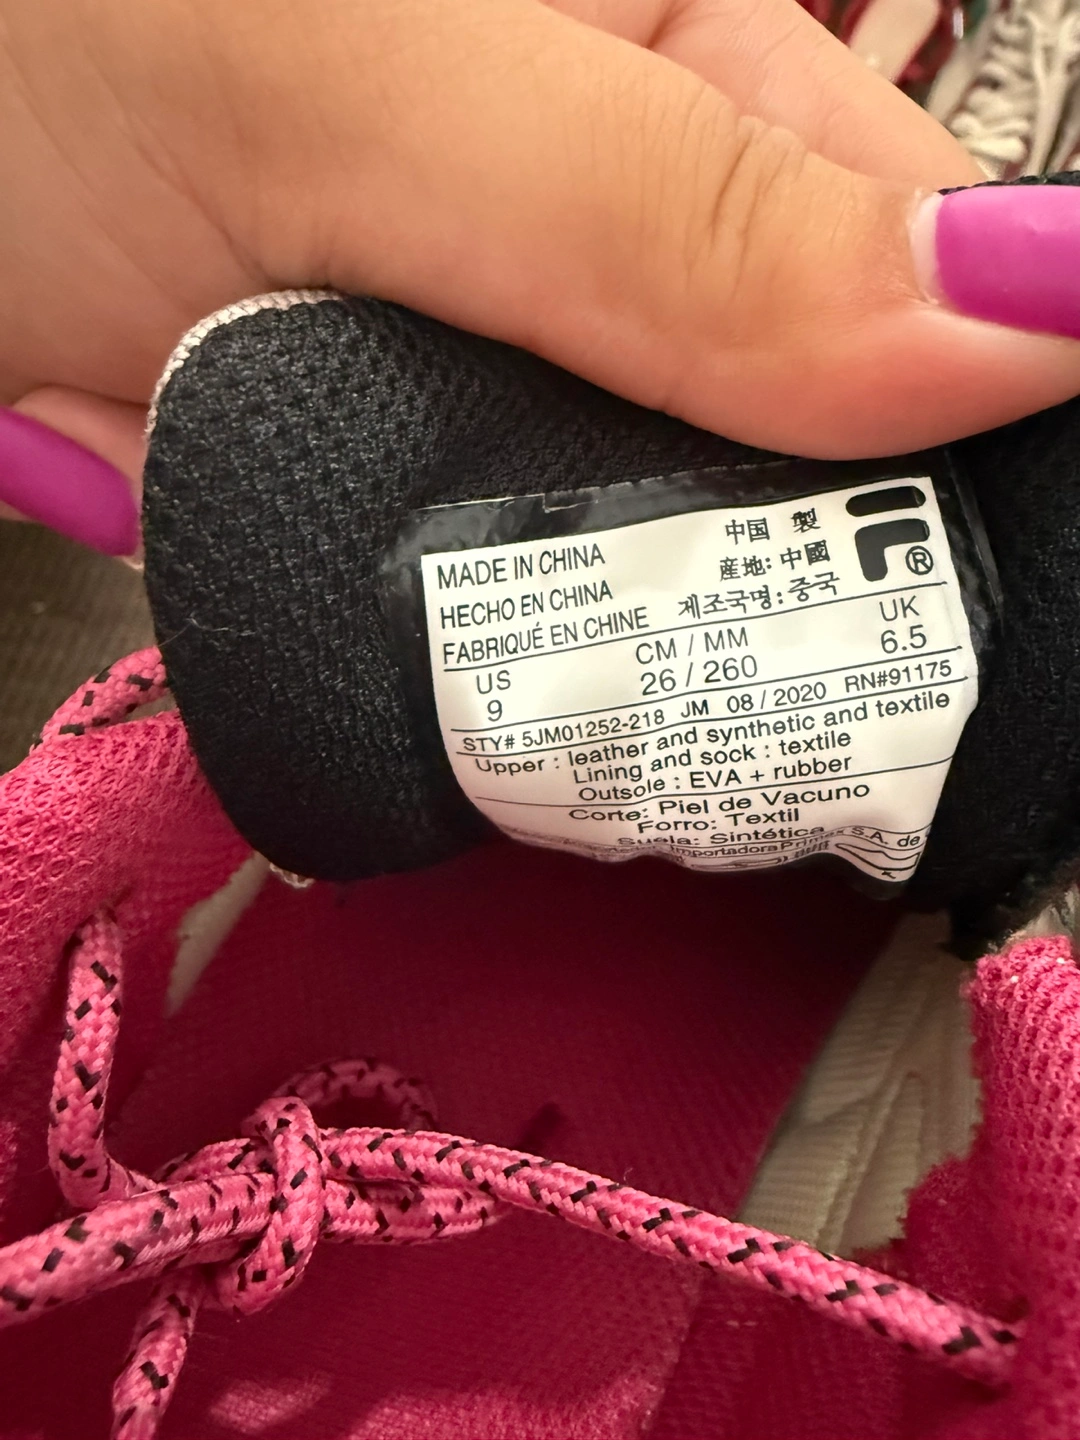 MADE IN CHINA
HECHO EN CHINA
FABRIQUÉ EN CHINE
中国 製
産地: 中國
제조국명: 중국
®
US
9
CM / MM
26 / 260
UK
6.5
STY# 5JM01252-218 JM 08 / 2020 RN#91175
Upper : leather and synthetic and textile
Lining and sock : textile
Outsole : EVA + rubber
Corte: Piel de Vacuno
Forro: Textil
Suela: Sintética
Importadora S.A. de